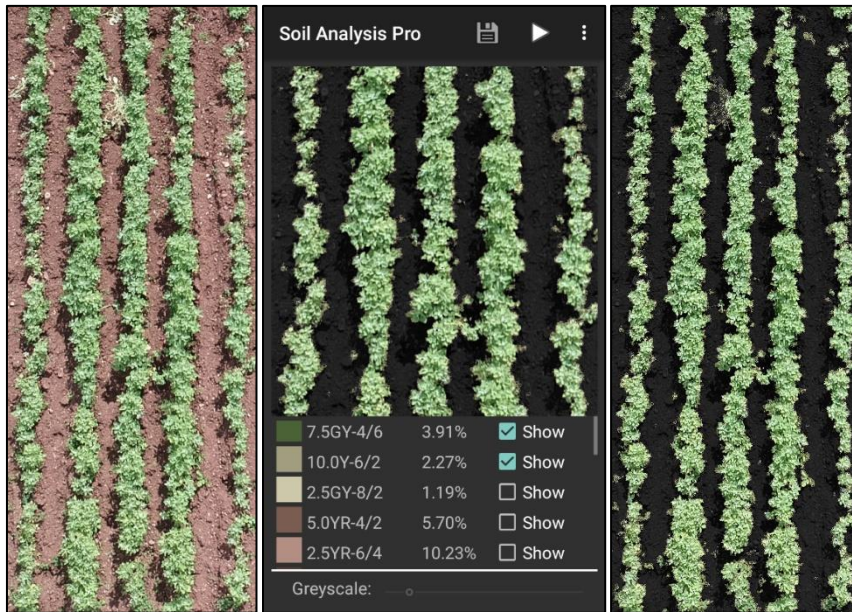 Soil Analysis Pro
7.5GY-4/6 3.91% Show
10.0Y-6/2 2.27% Show
2.5GY-8/2 1.19% Show
5.0YR-4/2 5.70% Show
2.5YR-6/4 10.23% Show
Greyscale: